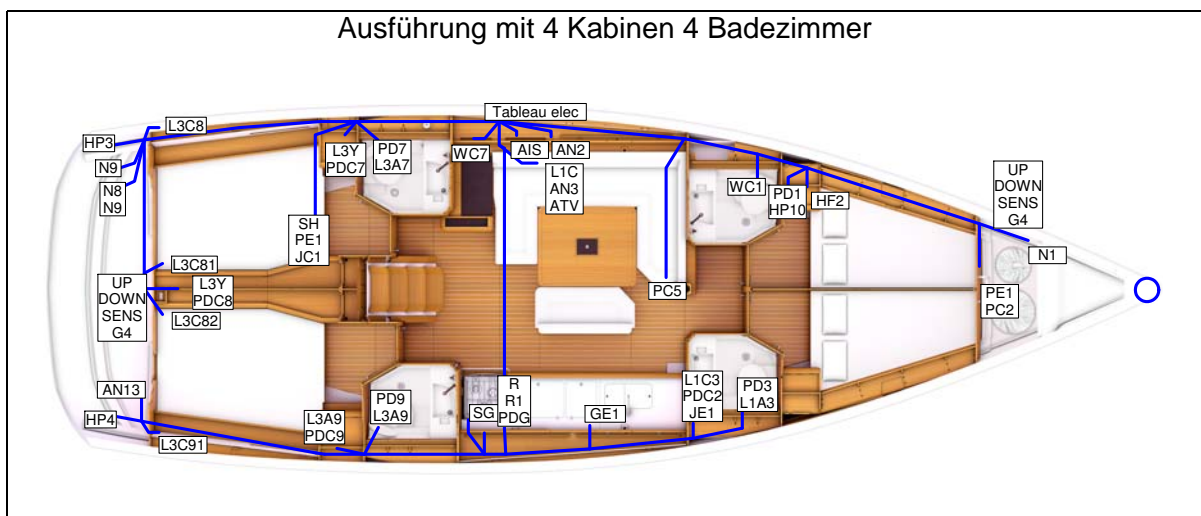 Ausführung mit 4 Kabinen 4 Badezimmer
Tableau elec
L3C8
HP3
N9
N8
N9
L3Y
PDC7
PD7
L3A7
WC7
AIS
AN2
L1C
AN3
ATV
WC1
PD1
HP10
HF2
UP
DOWN
SENS
G4
N1
SH
PE1
JC1
L3C81
UP
DOWN
SENS
G4
L3Y
PDC8
L3C82
PC5
PE1
PC2
AN13
HP4
L3C91
L3A9
PDC9
PD9
L3A9
SG
R
R1
PDG
GE1
L1C3
PDC2
JE1
PD3
L1A3